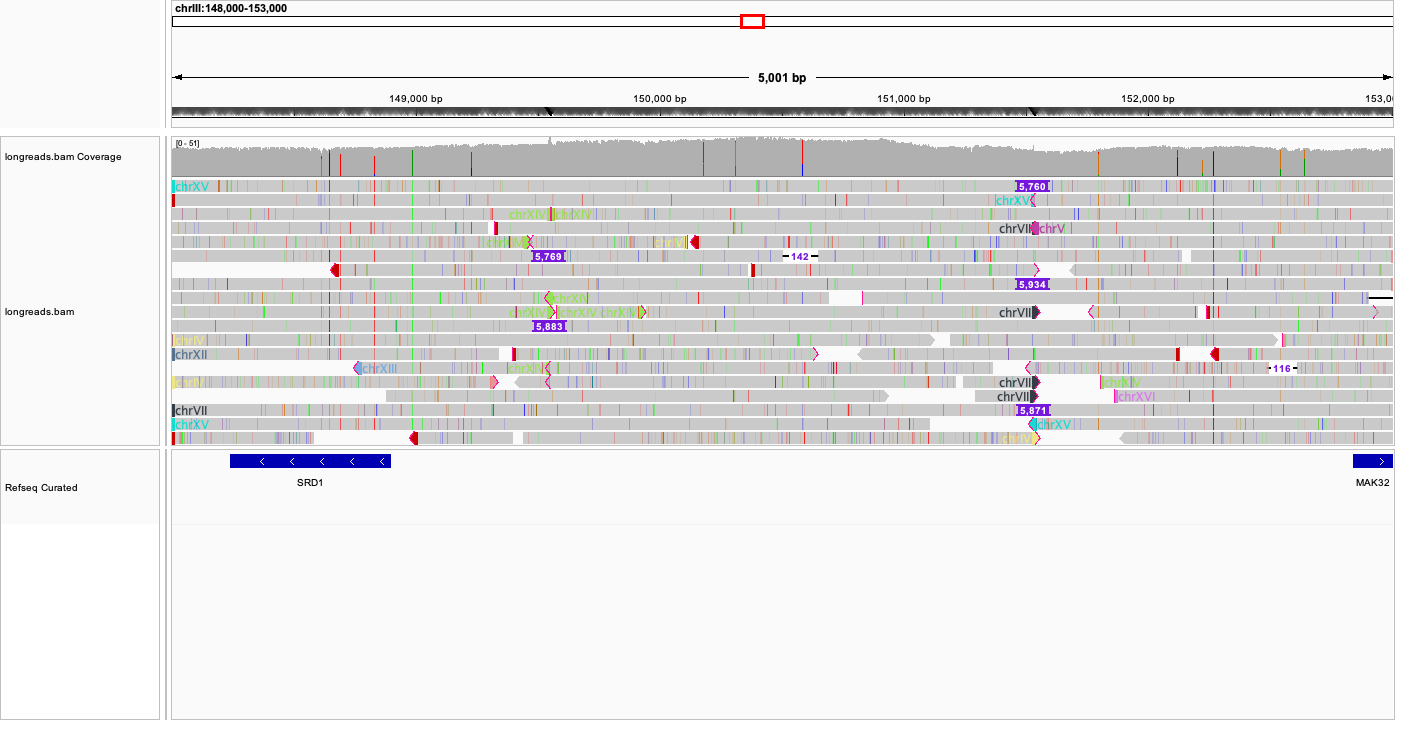 chrIII:148,000-153,000
5,001 bp
149,000 bp 150,000 bp 151,000 bp 152,000 bp 153,0
longreads.bam Coverage
[0 - 51]
chrXV 5,760
chrXV
chrXIV chrXIV
chrVII chrV
5,769 142
longreads.bam
5,934
chrXIV
chrXIV chrXIV chrXIV chrVII
5,883
chrIV
chrXII
chrXIII chrXIV 116
chrIV chrVII chrXIV
chrVII chrXVI
chrVII 5,871
chrXV chrXV
chrIV
Refseq Curated
SRD1 MAK32